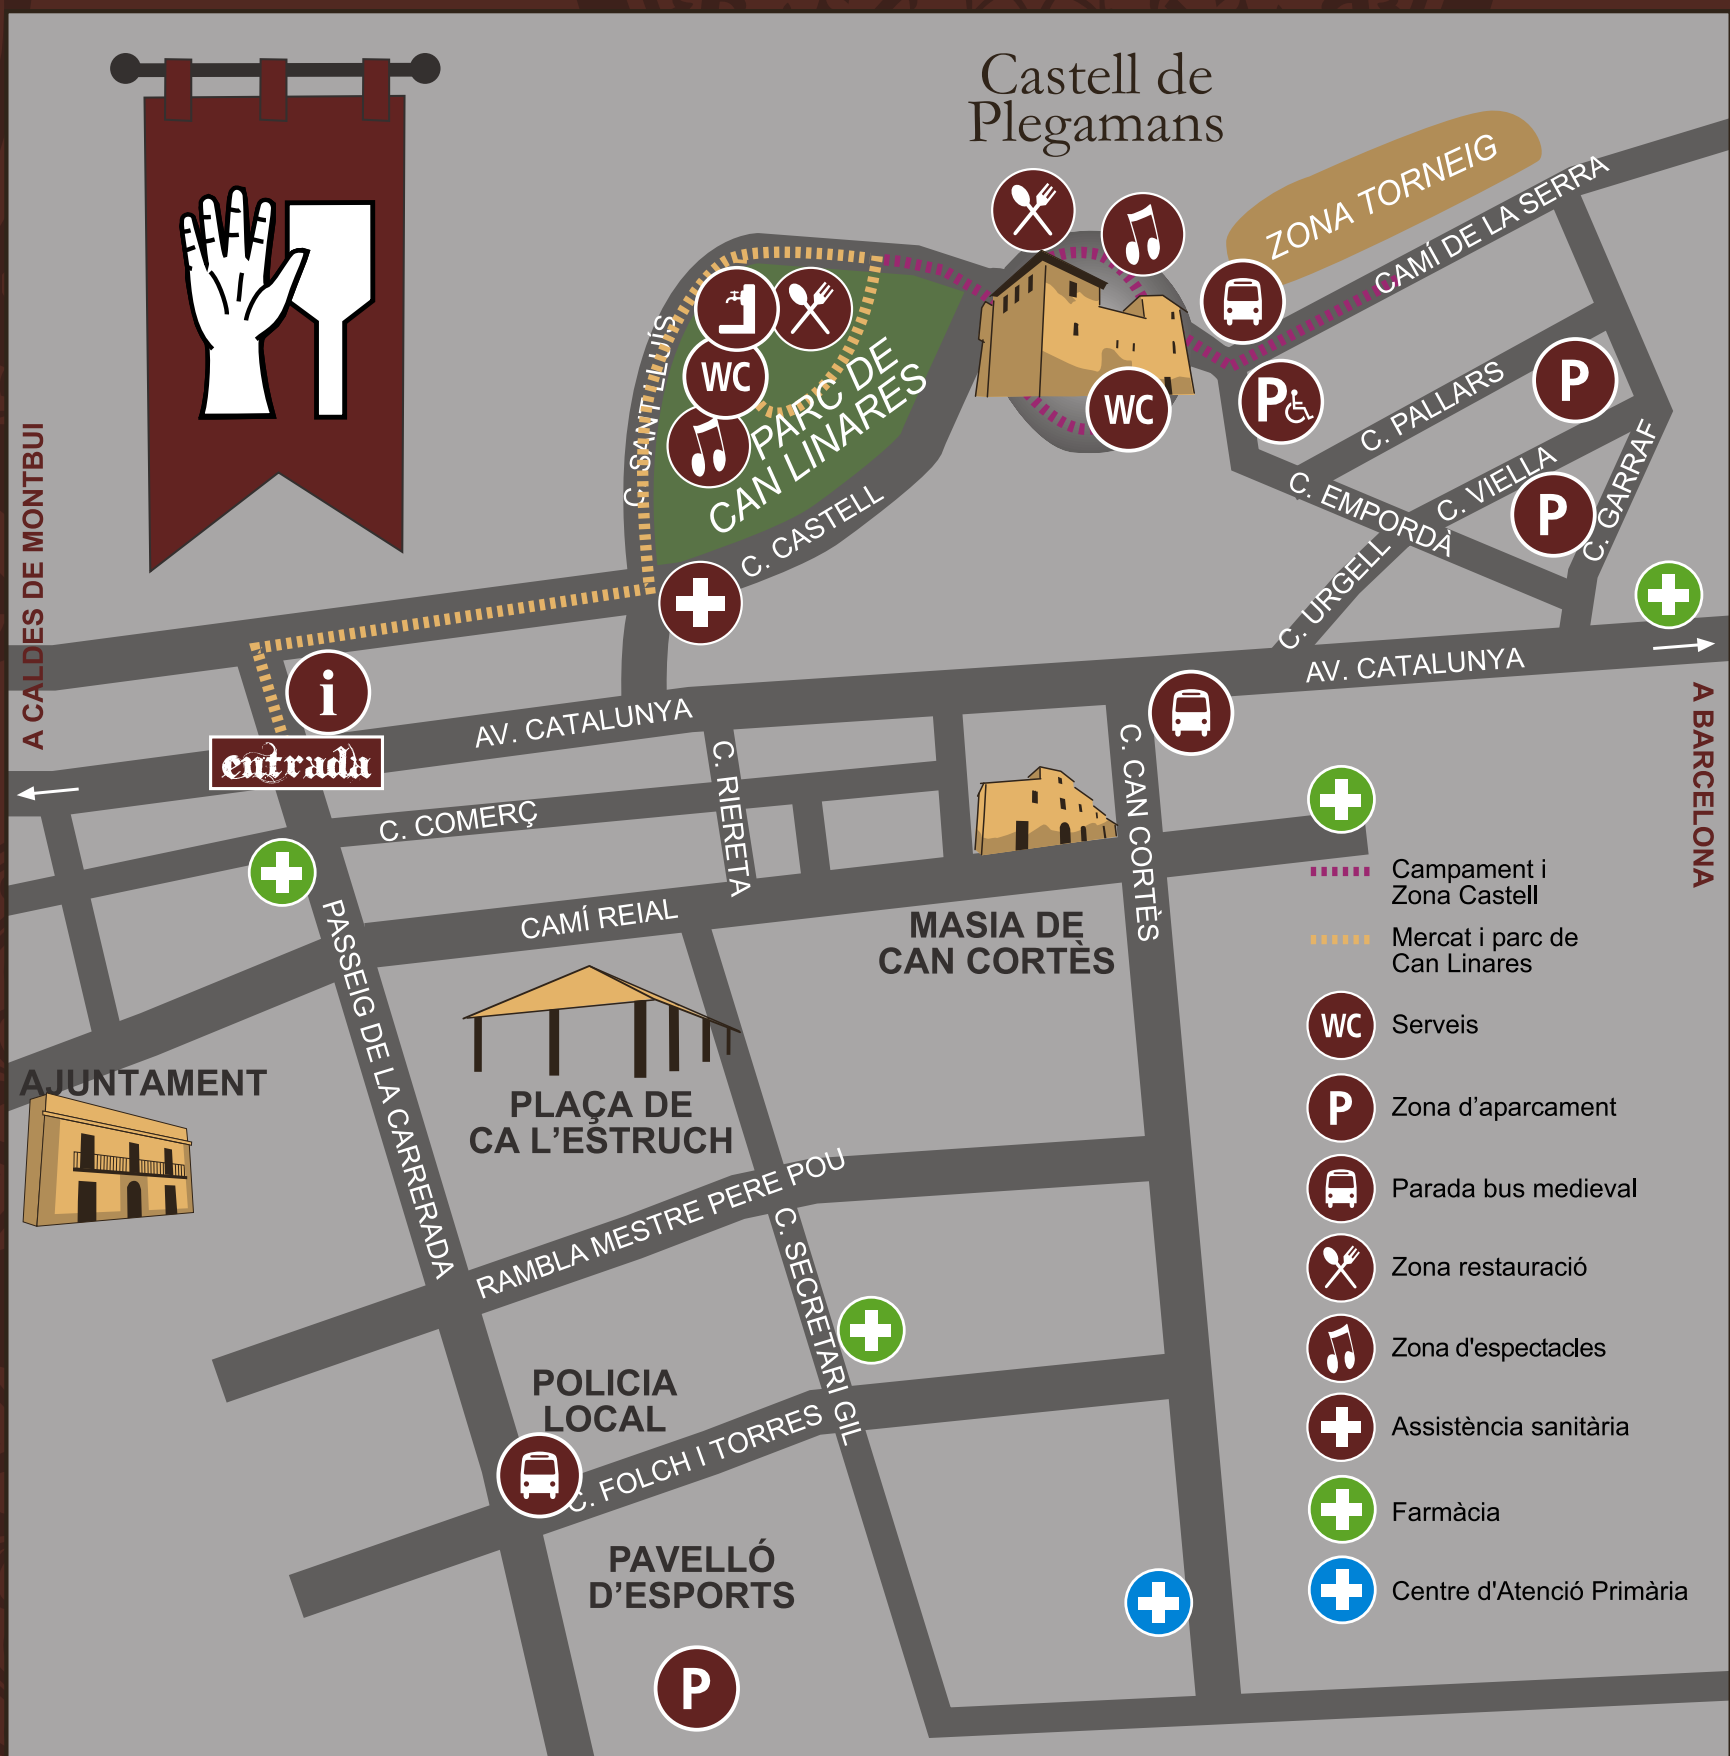 Castell de
Plegamans
ZONA TORNEIG
CAMÍ DE LA SERRA
C. SANT LLUÍS
WC
PARC DE
CAN LINARES
WC
P
C. PALLARS
P
C. CASTELL
C. EMPORDÀ
C. VIELLA
P
C. GARRAF
C. URGELL
A CALDES DE MONTBUI
i
entrada
AV. CATALUNYA
AV. CATALUNYA
A BARCELONA
C. COMERÇ
C. RIERETA
C. CAN CORTÈS
CAMÍ REIAL
MASIA DE
CAN CORTÈS
PASSEIG DE LA CARRERADA
AJUNTAMENT
PLAÇA DE
CA L’ESTRUCH
RAMBLA MESTRE PERE POU
C. SECRETARI GIL
POLICIA
LOCAL
C. FOLCH I TORRES
PAVELLÓ
D’ESPORTS
P
Campament i
Zona Castell
Mercat i parc de
Can Linares
WC Serveis
P Zona d’aparcament
Parada bus medieval
Zona restauració
Zona d'espectacles
Assistència sanitària
Farmàcia
Centre d'Atenció Primària